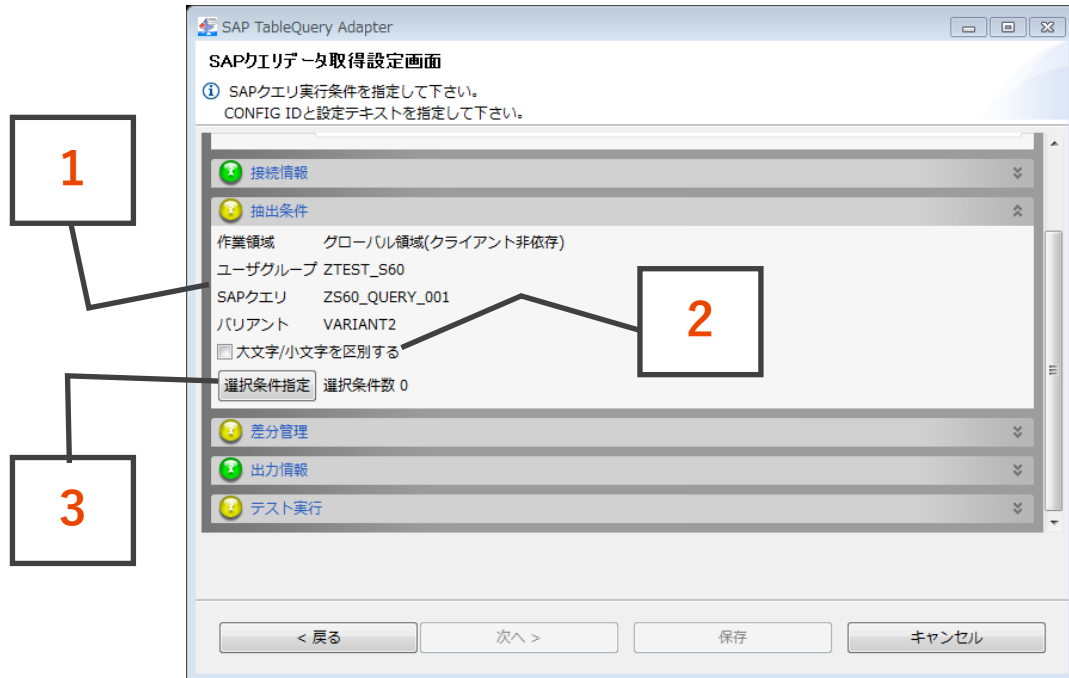 SAP TableQuery Adapter
SAPクエリデータ取得設定画面
SAPクエリ実行条件を指定して下さい。
CONFIG IDと設定テキストを指定して下さい。
1
接続情報
抽出条件
作業領域 グローバル領域(クライアント非依存)
ユーザグループ ZTEST_S60
SAPクエリ ZS60_QUERY_001
2
バリアント VARIANT2
大文字/小文字を区別する
選択条件指定 選択条件数 0
差分管理
出力情報
3
テスト実行
< 戻る 次へ > 保存 キャンセル